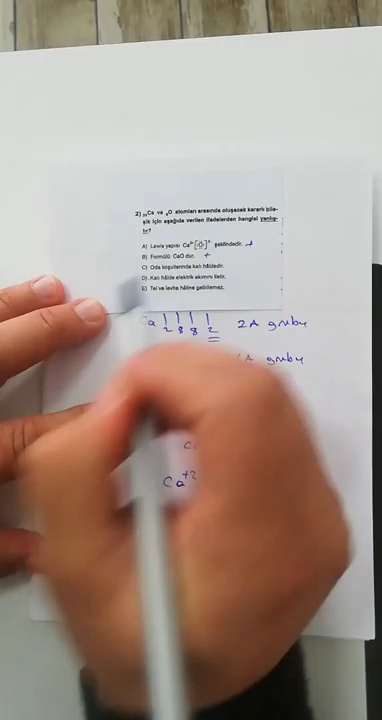 2) ₂₀Ca ve ₈O atomları arasında oluşacak kararlı bile-
şik için aşağıda verilen ifadelerden hangisi yanlış-
tır?
A) Lewis yapısı Ca²⁺[:Ö:]²⁻ şeklindedir. +
B) Formülü CaO dur. +
C) Oda koşullarında katı hâldedir.
D) Katı hâlde elektrik akımını iletir.
E) Tel ve levha hâline gelebilemez.
Ca 2 8 8 2 2A grubu
A grubu
Ca⁺²